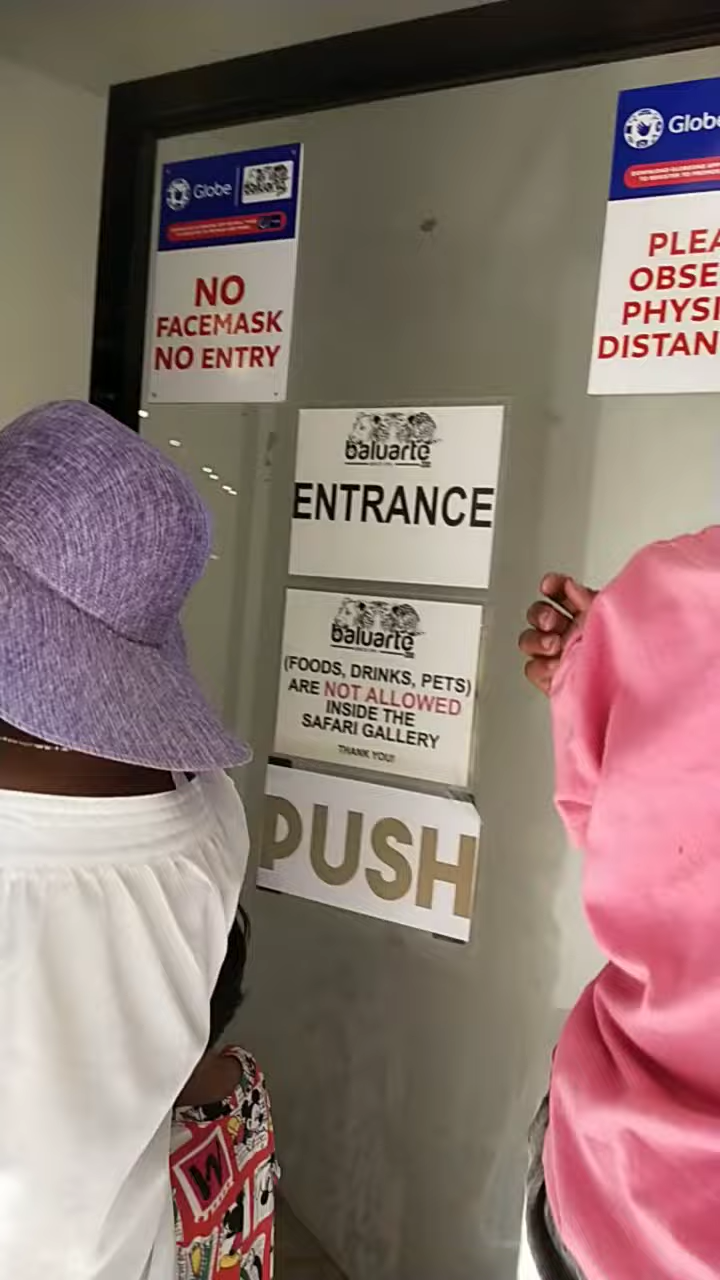 Globe
baluarte
NO
FACEMASK
NO ENTRY
Globe
PLEA
OBSE
PHYSI
DISTAN
baluarte
ENTRANCE
baluarte
(FOODS, DRINKS, PETS)
ARE NOT ALLOWED
INSIDE THE
SAFARI GALLERY
THANK YOU!
PUSH
W